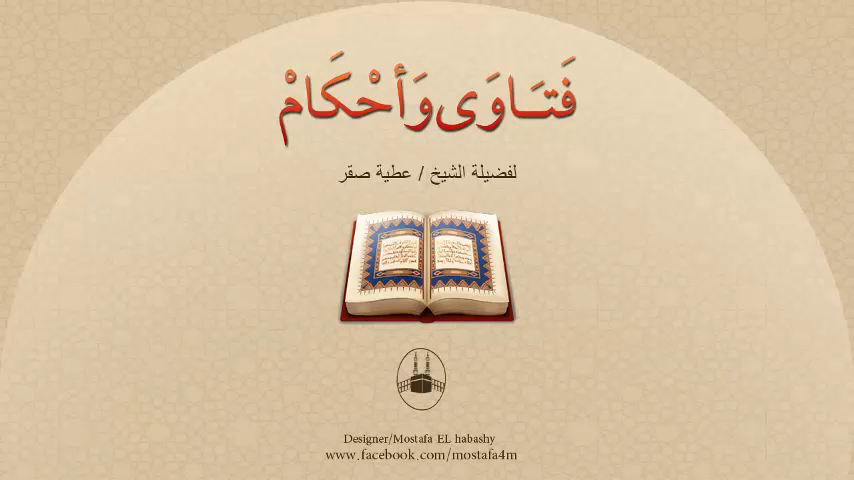 فَتَاوَى وَأحْكَامْ
لفضيلة الشيخ / عطية صقر
Designer/Mostafa EL habashy
www.facebook.com/mostafa4m